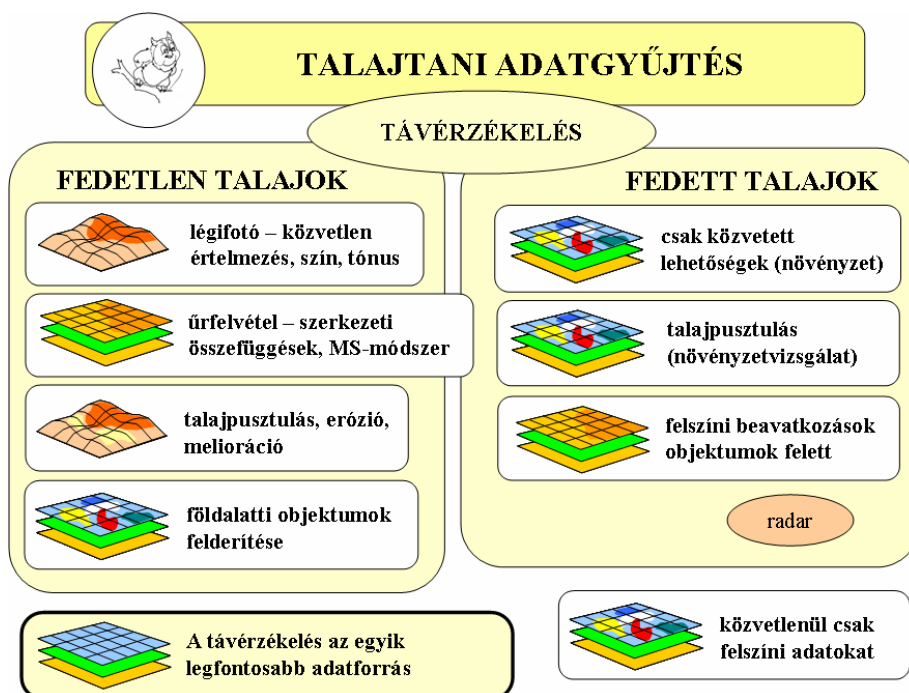 TALAJTANI ADATGYŰJTÉS
TÁVÉRZÉKELÉS
FEDETLEN TALAJOK
légifotó – közvetlen
értelmezés, szín, tónus
űrfelvétel – szerkezeti
összefüggések, MS-módszer
talajpusztulás, erózió,
melioráció
földalatti objektumok
felderítése
A távérzékelés az egyik
legfontosabb adatforrás
FEDETT TALAJOK
csak közvetett
lehetőségek (növényzet)
talajpusztulás
(növényzetvizsgálat)
felszíni beavatkozások
objektumok felett
radar
közvetlenül csak
felszíni adatokat